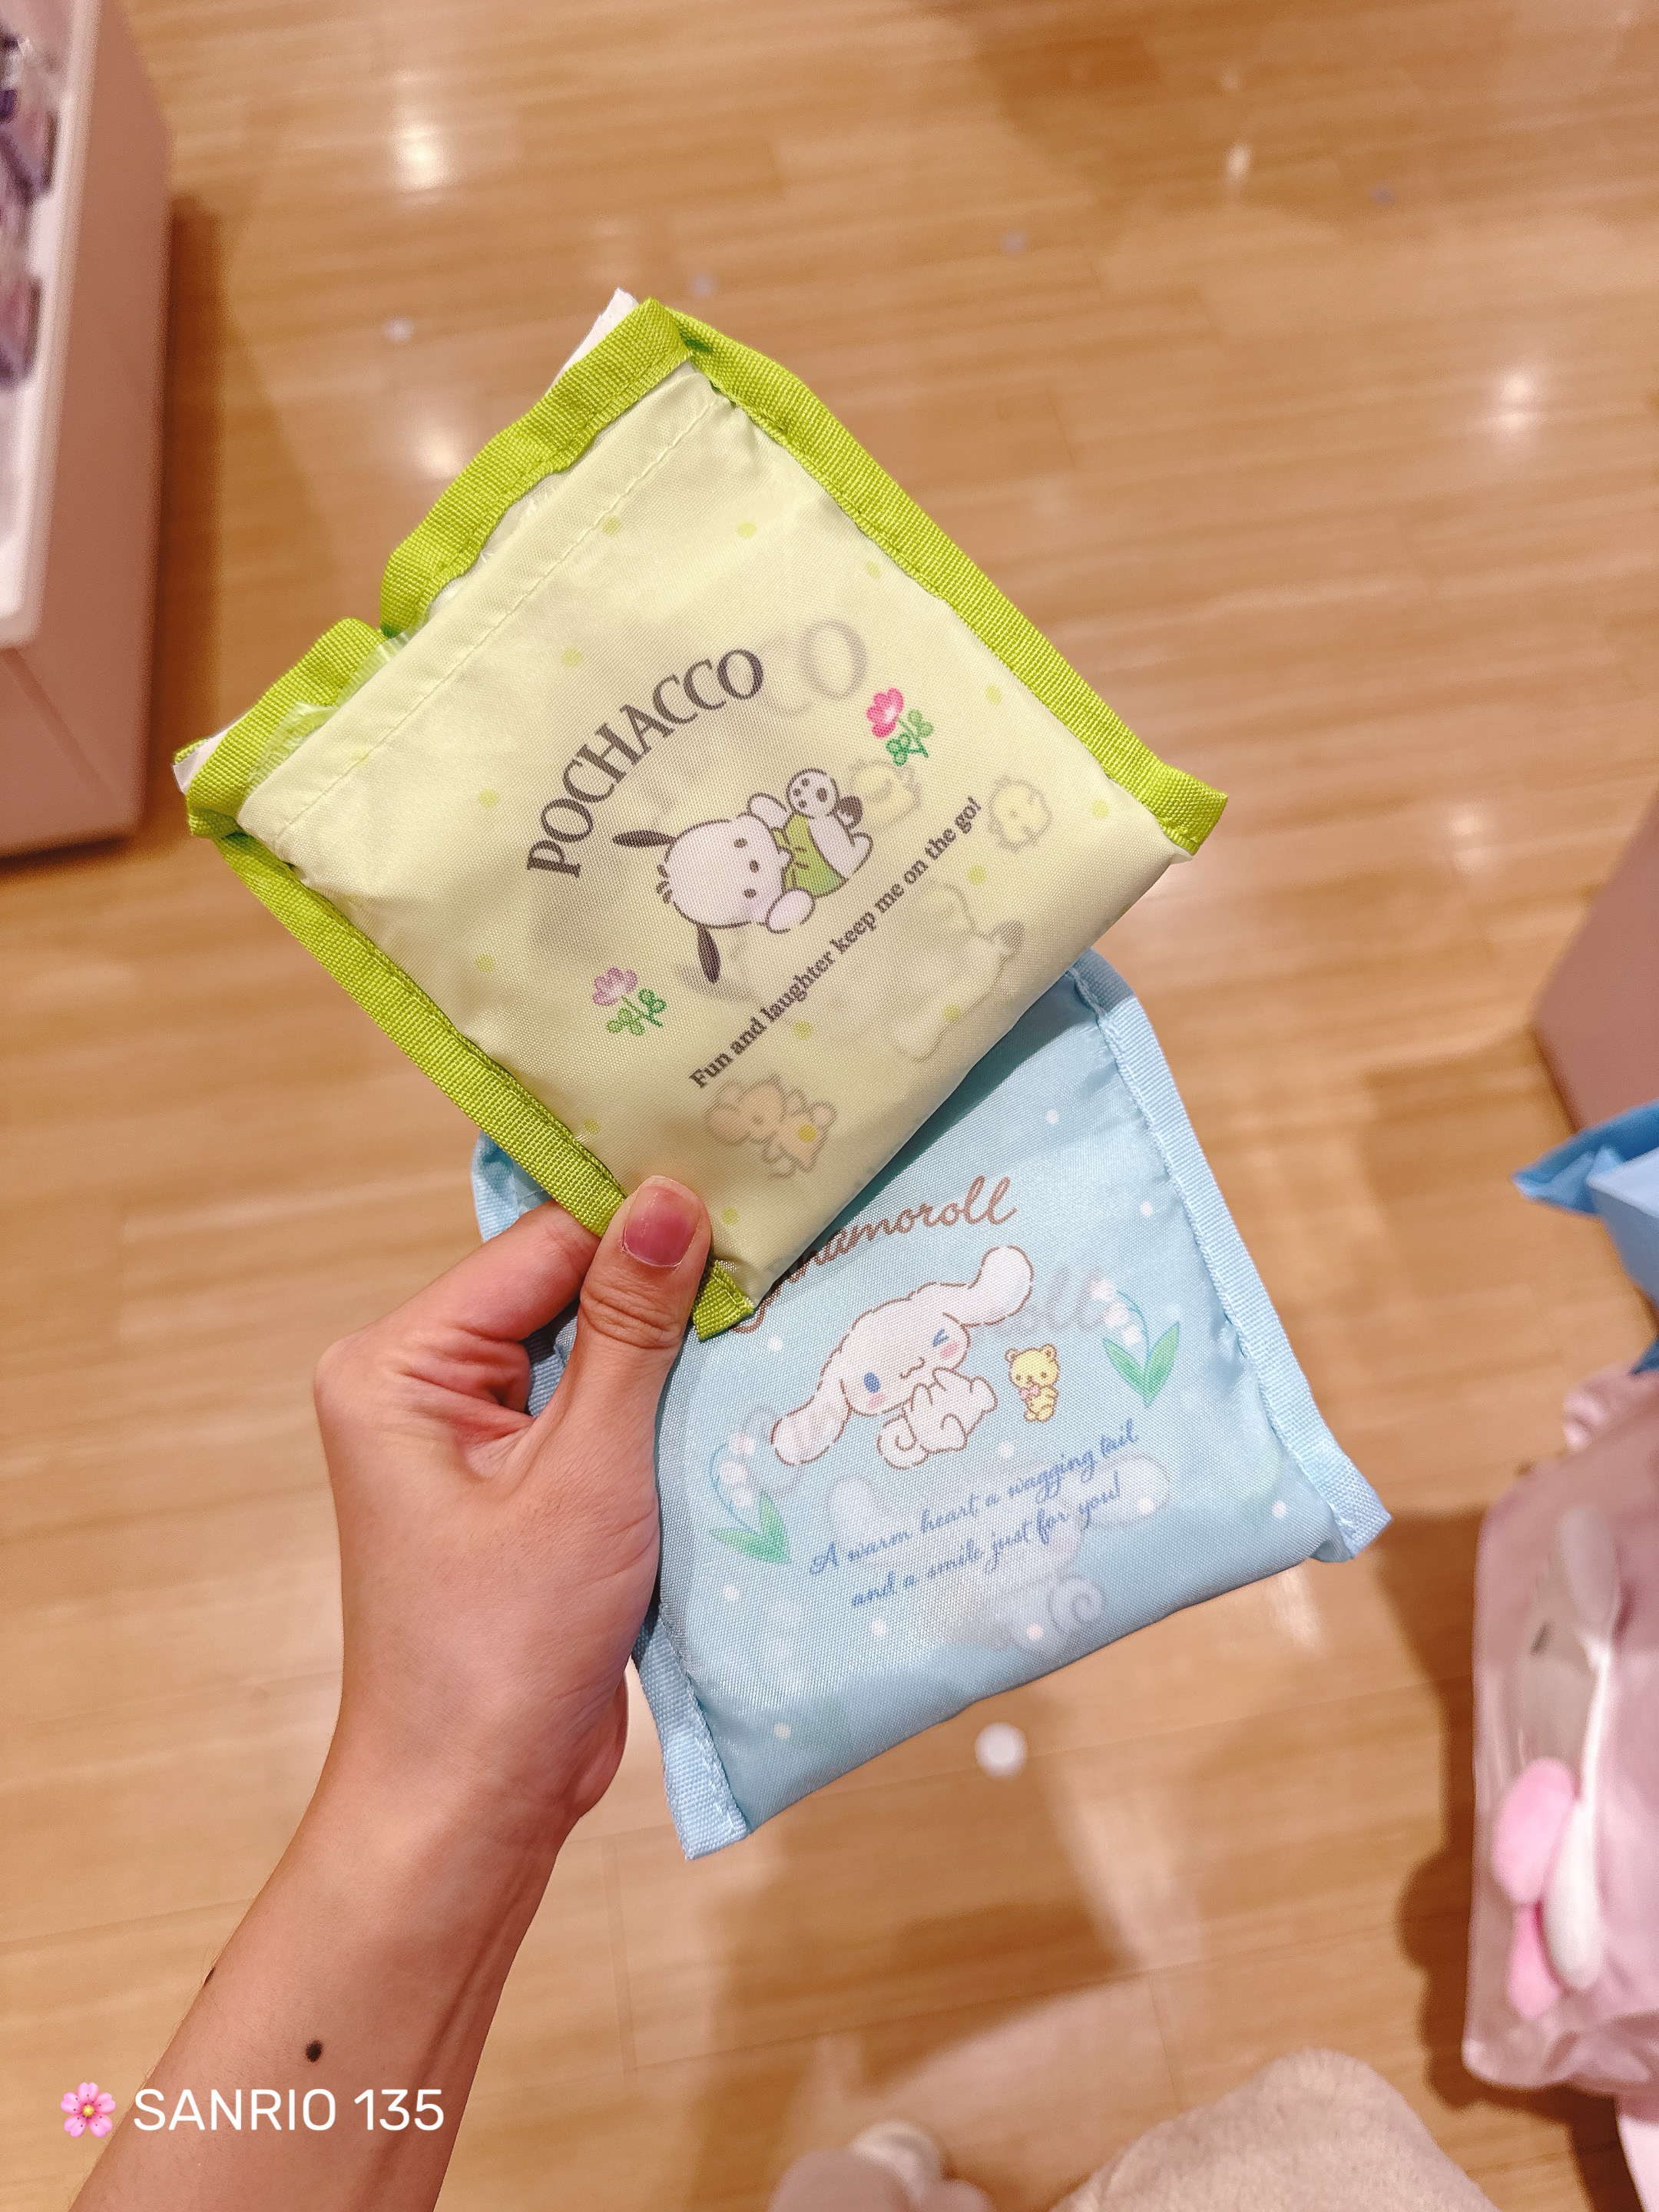 POCHACCO
Fun and laughter keep me on the go!
A warm heart a wagging tail
and a smile just for you!
SANRIO 135